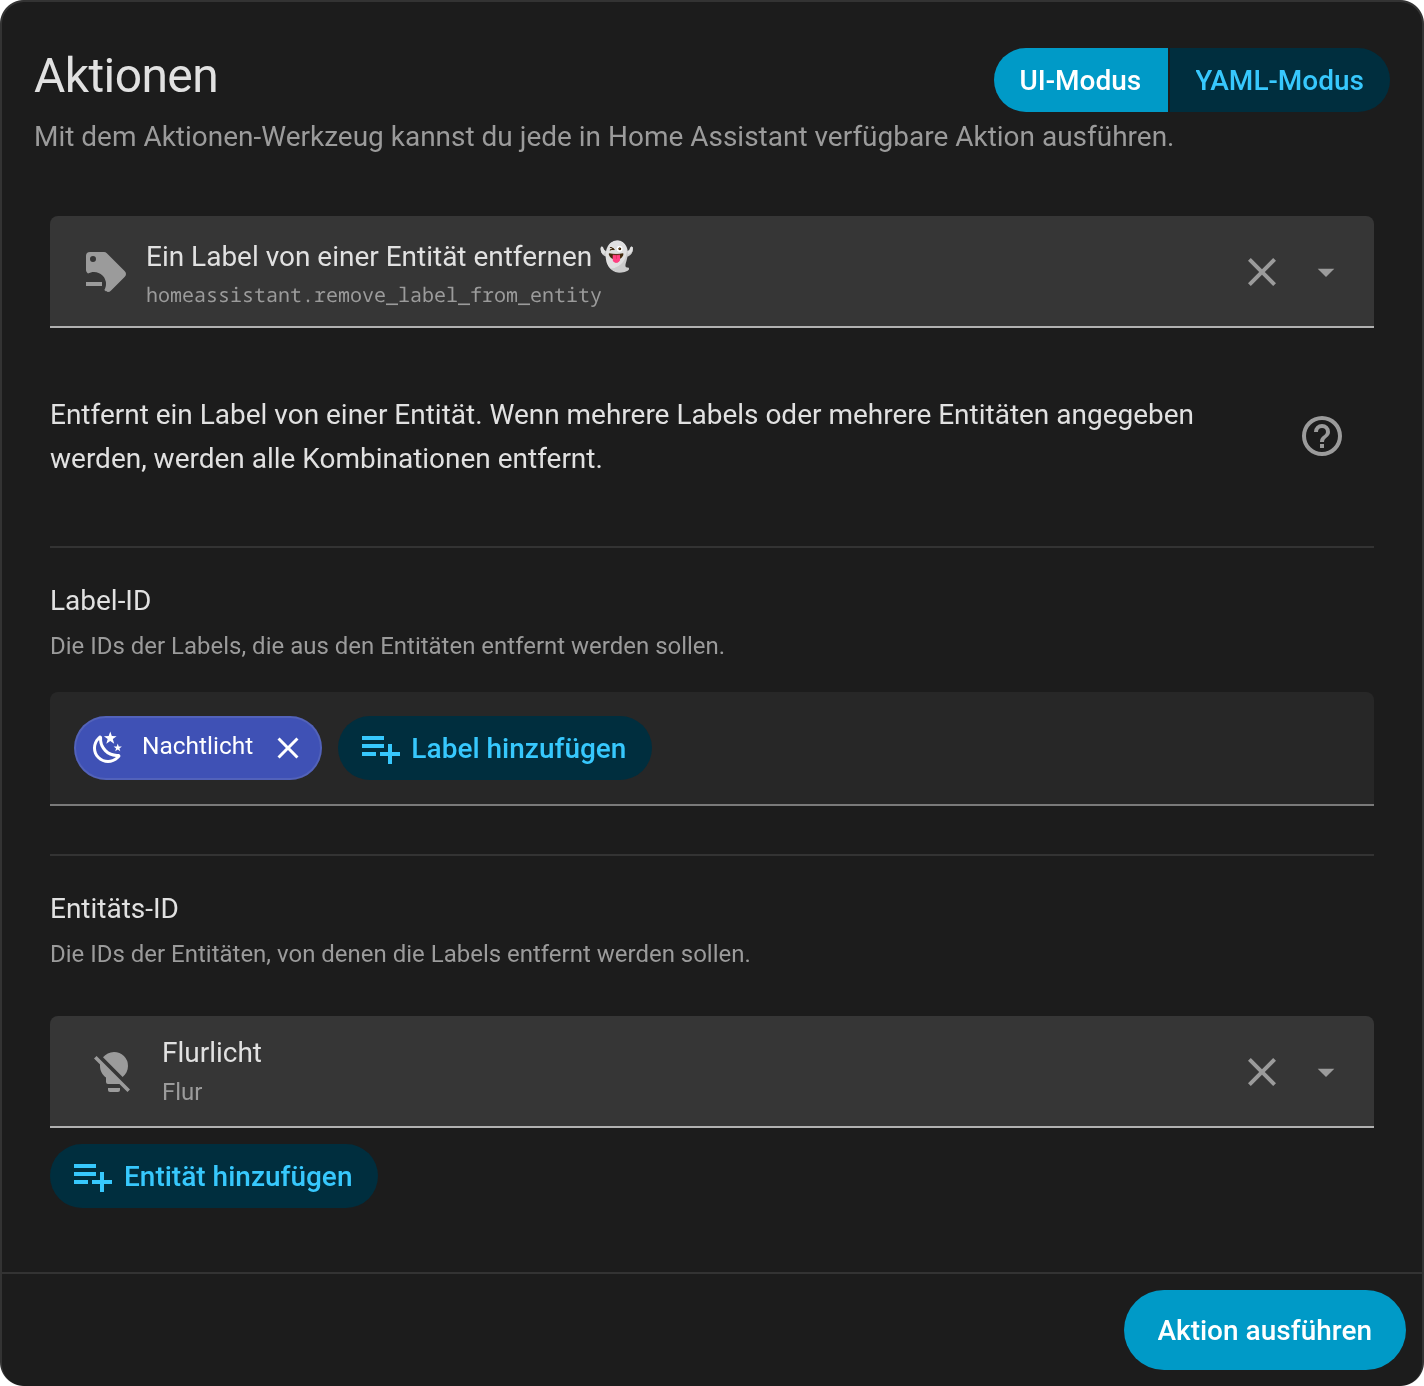 Aktionen
UI-Modus
YAML-Modus
Mit dem Aktionen-Werkzeug kannst du jede in Home Assistant verfügbare Aktion ausführen.
Ein Label von einer Entität entfernen 👻
homeassistant.remove_label_from_entity
Entfernt ein Label von einer Entität. Wenn mehrere Labels oder mehrere Entitäten angegeben
werden, werden alle Kombinationen entfernt.
Label-ID
Die IDs der Labels, die aus den Entitäten entfernt werden sollen.
Nachtlicht
Label hinzufügen
Entitäts-ID
Die IDs der Entitäten, von denen die Labels entfernt werden sollen.
Flurlicht
Flur
Entität hinzufügen
Aktion ausführen